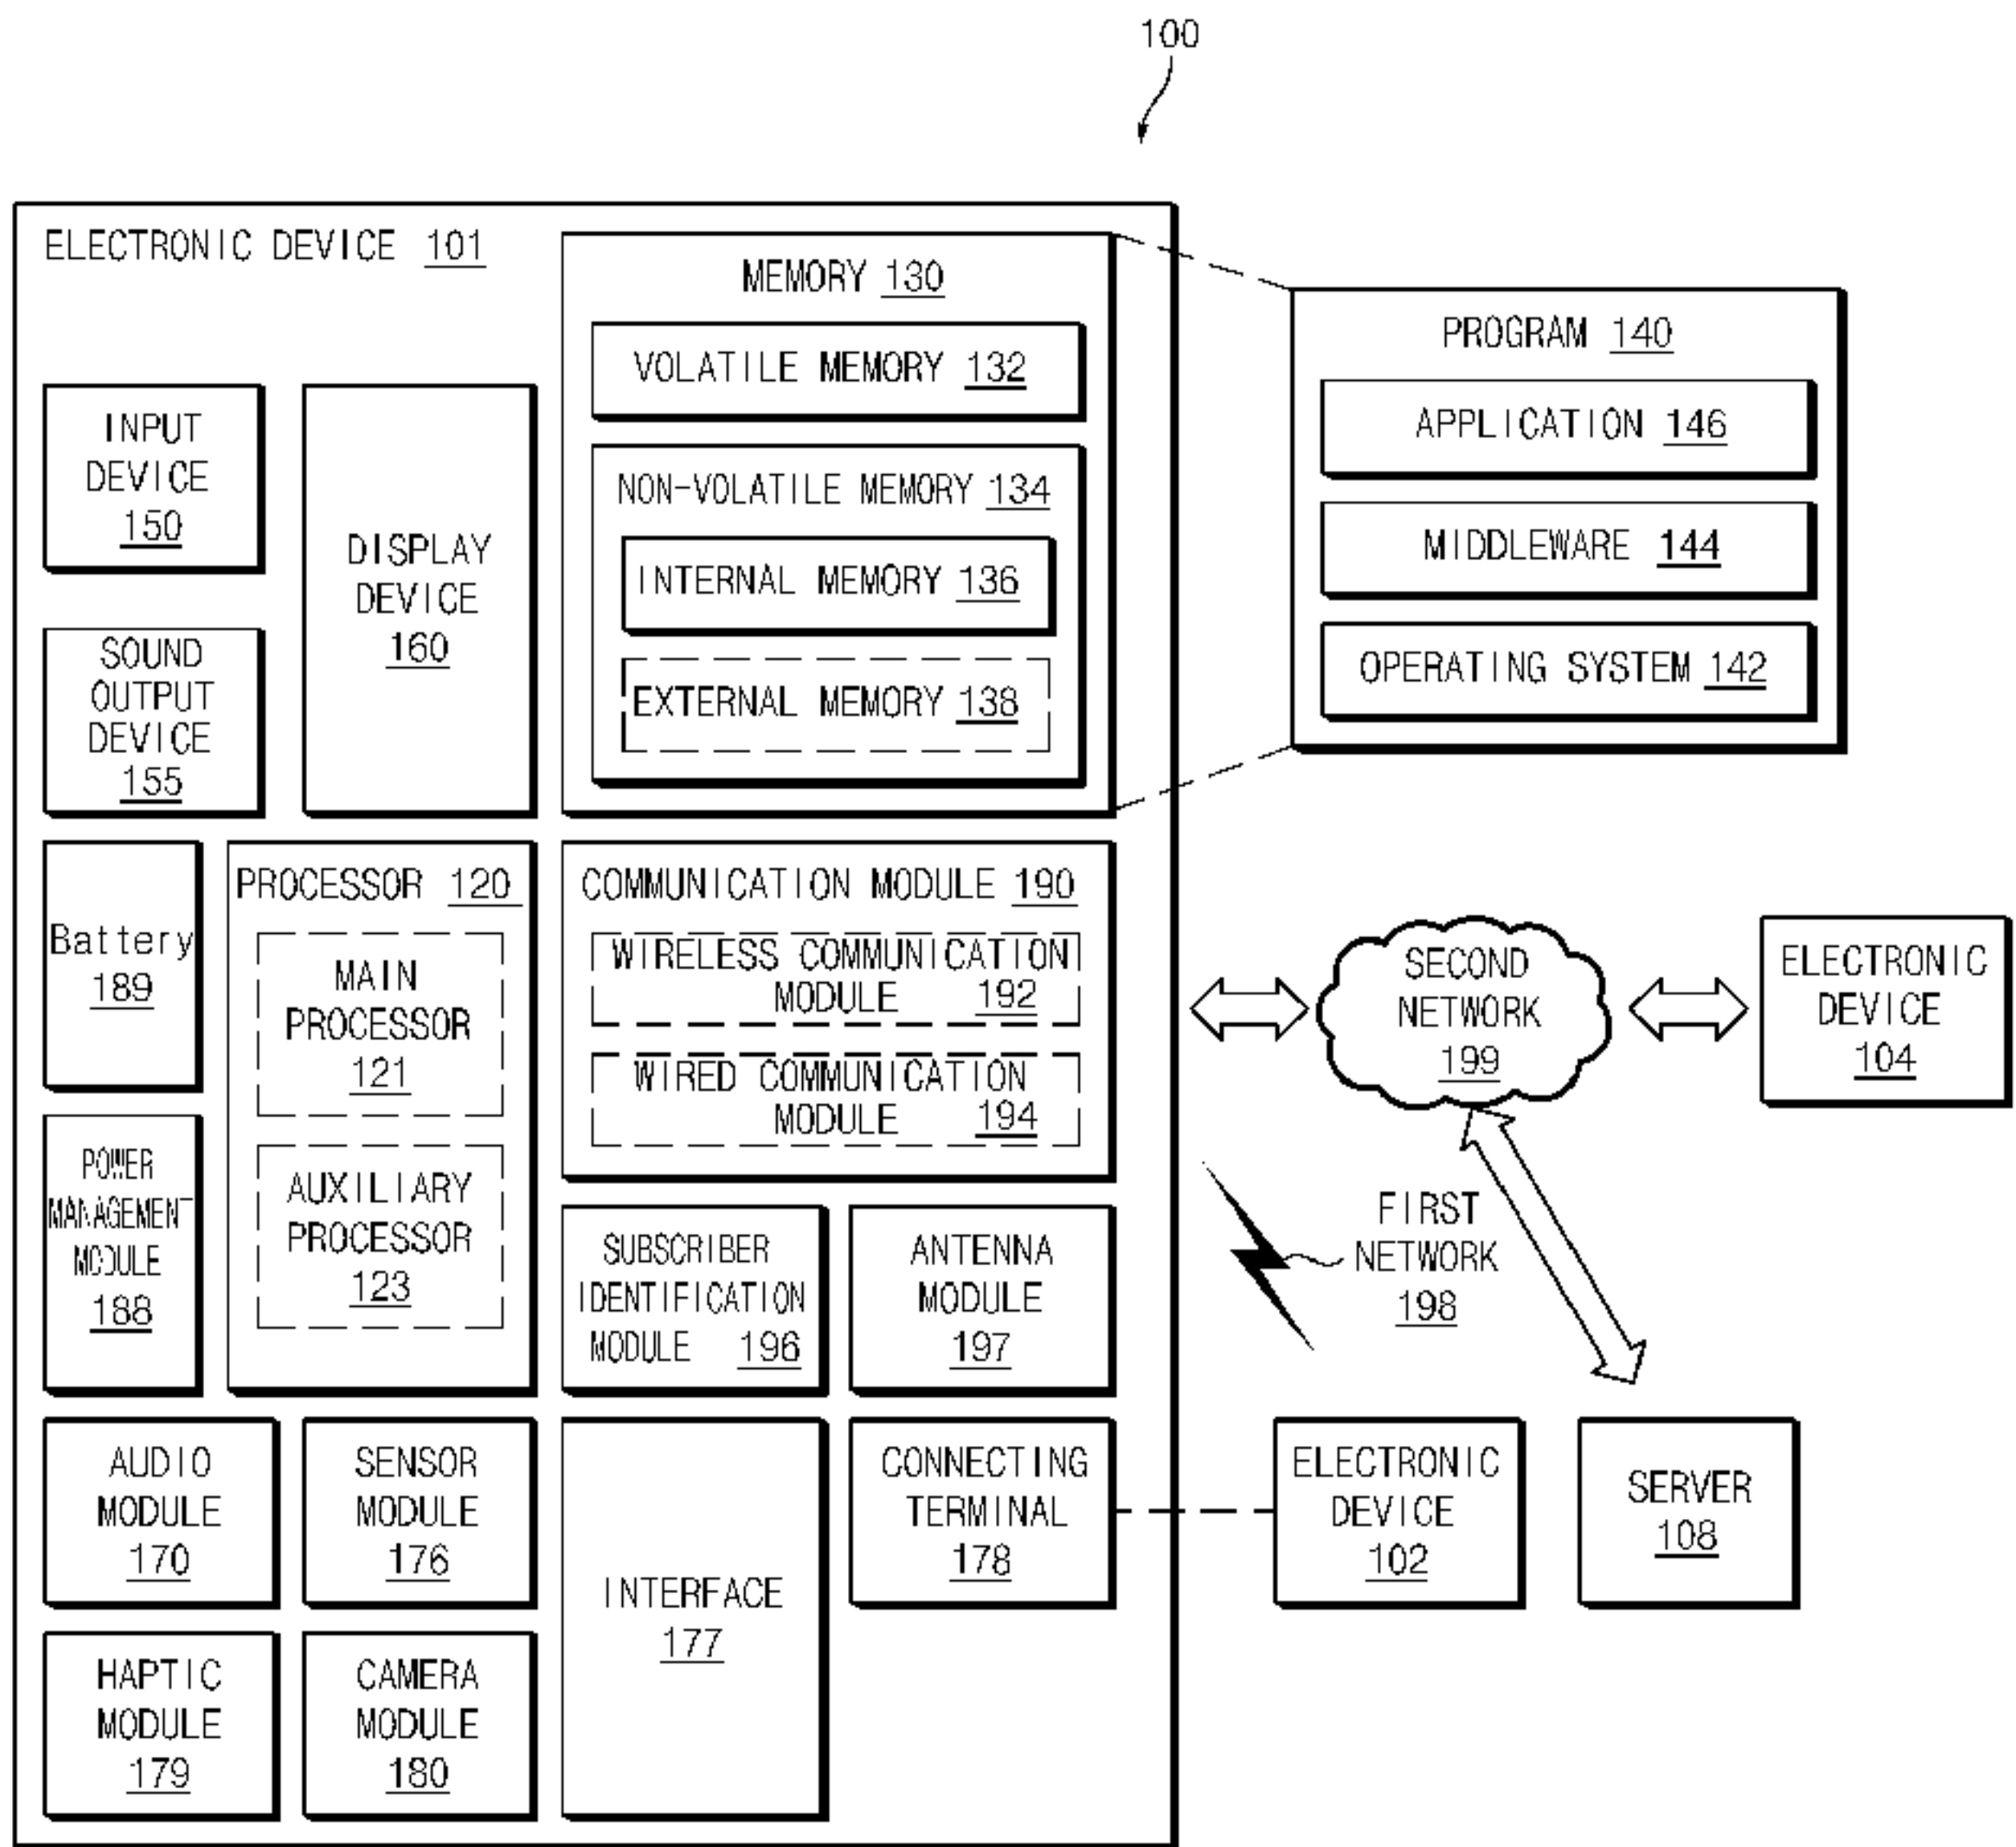 100
ELECTRONIC DEVICE 101
MEMORY 130
VOLATILE MEMORY 132
NON-VOLATILE MEMORY 134
INTERNAL MEMORY 136
EXTERNAL MEMORY 138
PROGRAM 140
APPLICATION 146
MIDDLEWARE 144
OPERATING SYSTEM 142
INPUT
DEVICE
150
DISPLAY
DEVICE
160
SOUND
OUTPUT
DEVICE
155
Battery
189
PROCESSOR 120
MAIN
PROCESSOR
121
AUXILIARY
PROCESSOR
123
POWER
MANAGEMENT
MODULE
188
COMMUNICATION MODULE 190
WIRELESS COMMUNICATION
MODULE 192
WIRED COMMUNICATION
MODULE 194
SUBSCRIBER
IDENTIFICATION
MODULE 196
ANTENNA
MODULE
197
SECOND
NETWORK
199
ELECTRONIC
DEVICE
104
FIRST
NETWORK
198
AUDIO
MODULE
170
SENSOR
MODULE
176
INTERFACE
177
CONNECTING
TERMINAL
178
ELECTRONIC
DEVICE
102
SERVER
108
HAPTIC
MODULE
179
CAMERA
MODULE
180